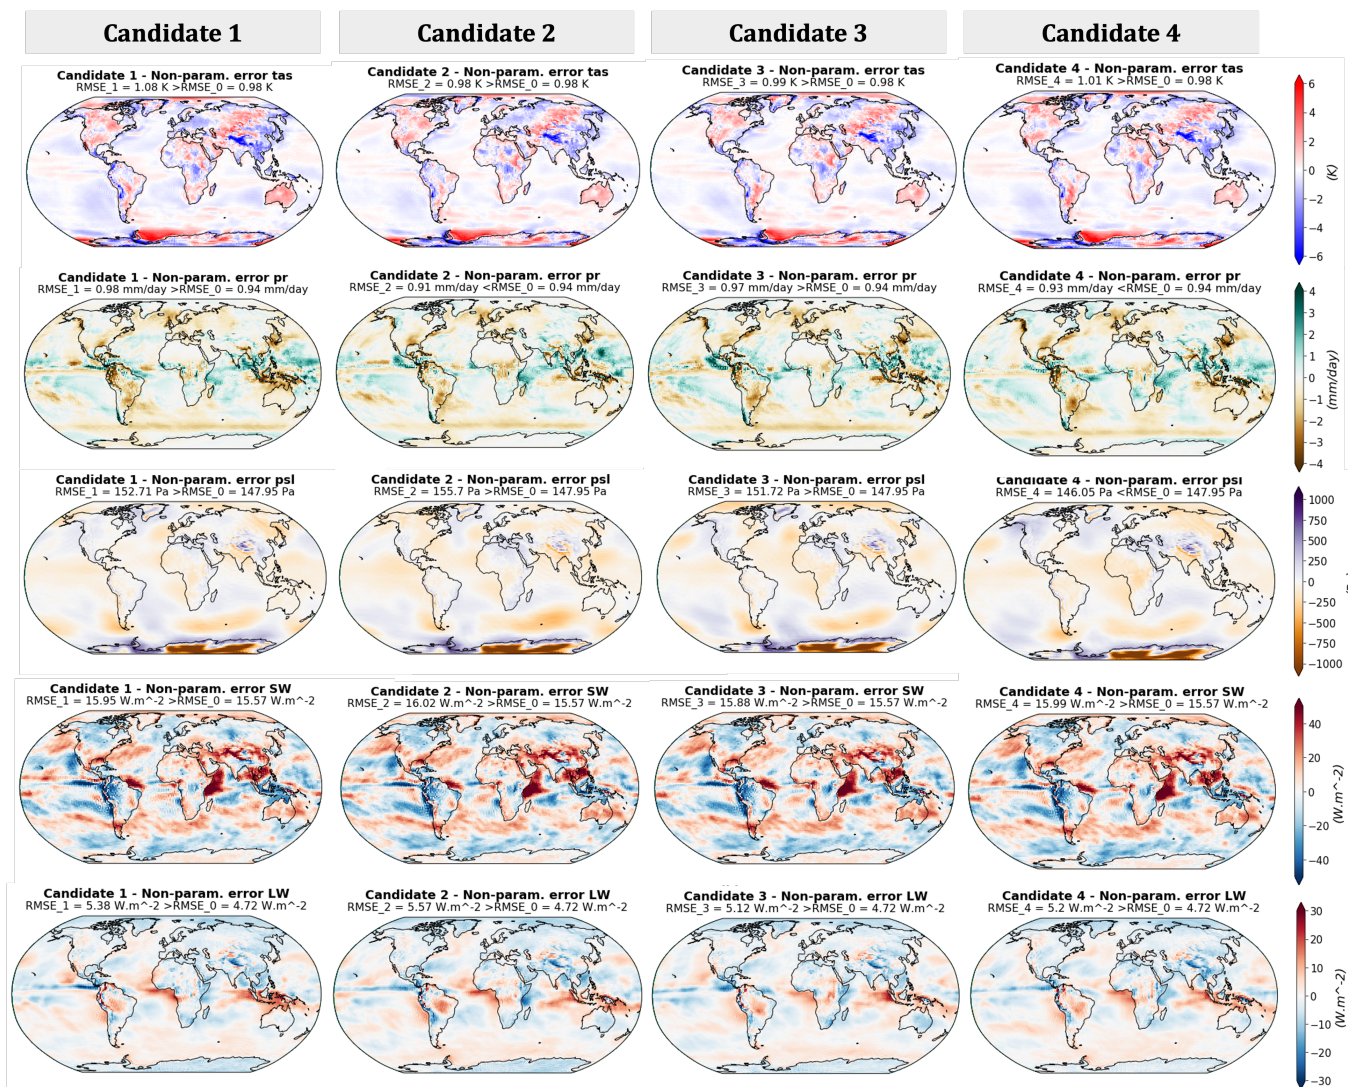 Candidate 1
Candidate 2
Candidate 3
Candidate 4
Candidate 1 - Non-param. error tas
RMSE_1 = 1.08 K >RMSE_0 = 0.98 K
Candidate 2 - Non-param. error tas
RMSE_2 = 0.98 K >RMSE_0 = 0.98 K
Candidate 3 - Non-param. error tas
RMSE_3 = 0.99 K >RMSE_0 = 0.98 K
Candidate 4 - Non-param. error tas
RMSE_4 = 1.01 K >RMSE_0 = 0.98 K
6
4
2
0
−2
−4
−6
(K)
Candidate 1 - Non-param. error pr
RMSE_1 = 0.98 mm/day >RMSE_0 = 0.94 mm/day
Candidate 2 - Non-param. error pr
RMSE_2 = 0.91 mm/day <RMSE_0 = 0.94 mm/day
Candidate 3 - Non-param. error pr
RMSE_3 = 0.97 mm/day >RMSE_0 = 0.94 mm/day
Candidate 4 - Non-param. error pr
RMSE_4 = 0.93 mm/day <RMSE_0 = 0.94 mm/day
4
3
2
1
0
−1
−2
−3
−4
(mm/day)
Candidate 1 - Non-param. error psl
RMSE_1 = 152.71 Pa >RMSE_0 = 147.95 Pa
Candidate 2 - Non-param. error psl
RMSE_2 = 155.7 Pa >RMSE_0 = 147.95 Pa
Candidate 3 - Non-param. error psl
RMSE_3 = 151.72 Pa >RMSE_0 = 147.95 Pa
Candidate 4 - Non-param. error psl
RMSE_4 = 146.05 Pa <RMSE_0 = 147.95 Pa
1000
750
500
250
0
−250
−500
−750
−1000
Candidate 1 - Non-param. error SW
RMSE_1 = 15.95 W.m^-2 >RMSE_0 = 15.57 W.m^-2
Candidate 2 - Non-param. error SW
RMSE_2 = 16.02 W.m^-2 >RMSE_0 = 15.57 W.m^-2
Candidate 3 - Non-param. error SW
RMSE_3 = 15.88 W.m^-2 >RMSE_0 = 15.57 W.m^-2
Candidate 4 - Non-param. error SW
RMSE_4 = 15.99 W.m^-2 >RMSE_0 = 15.57 W.m^-2
40
20
0
−20
−40
(W.m^-2)
Candidate 1 - Non-param. error LW
RMSE_1 = 5.38 W.m^-2 >RMSE_0 = 4.72 W.m^-2
Candidate 2 - Non-param. error LW
RMSE_2 = 5.57 W.m^-2 >RMSE_0 = 4.72 W.m^-2
Candidate 3 - Non-param. error LW
RMSE_3 = 5.12 W.m^-2 >RMSE_0 = 4.72 W.m^-2
Candidate 4 - Non-param. error LW
RMSE_4 = 5.2 W.m^-2 >RMSE_0 = 4.72 W.m^-2
30
20
10
0
−10
−20
−30
(W.m^-2)